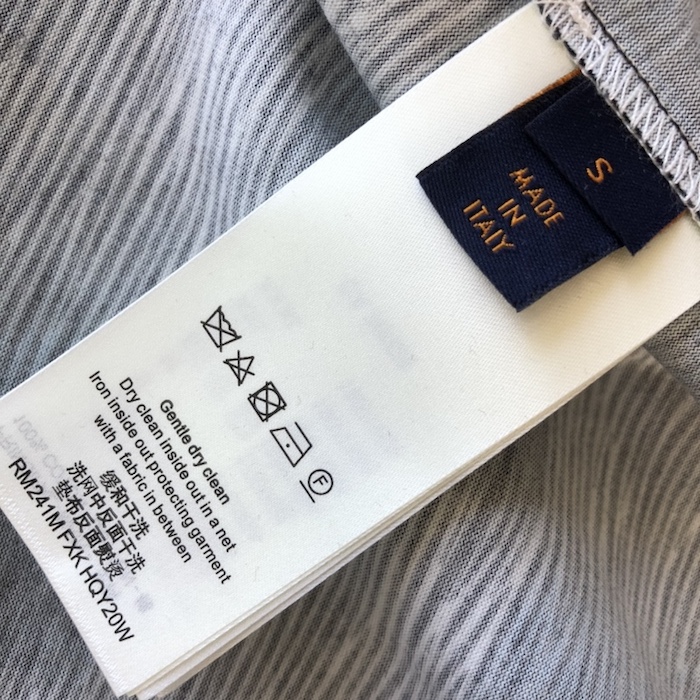 S
MADE
IN
ITALY
F
Gentle dry clean
Dry clean inside out in a net
Iron inside out protecting garment
with a fabric in between
缓和干洗
洗网中反面干洗
垫布反面熨烫
RM241M FXK HQY20W